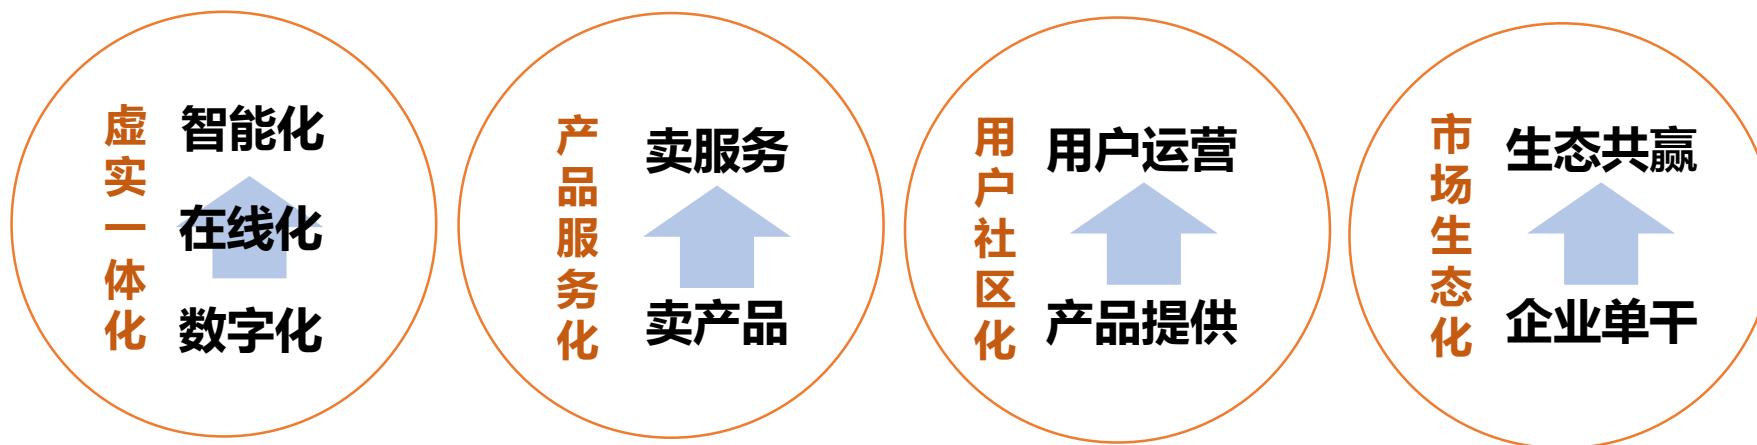 虚实一体化
智能化
在线化
数字化
产品服务化
卖服务
卖产品
用户社区化
用户运营
产品提供
市场生态化
生态共赢
企业单干